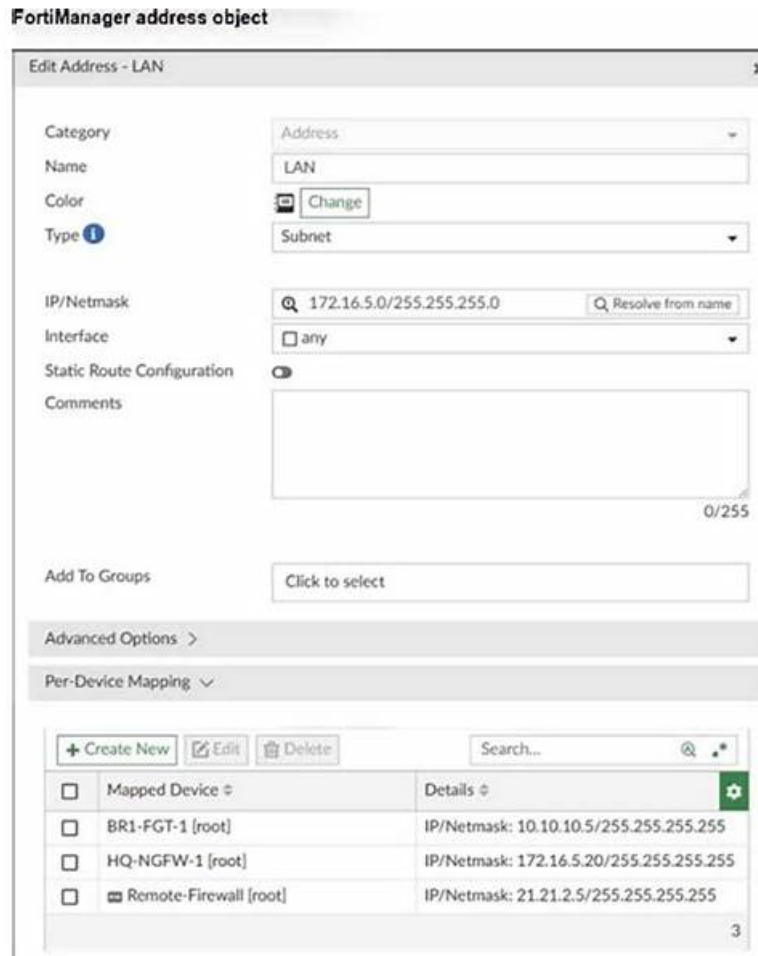 FortiManager address object
Edit Address - LAN
Category Address
Name LAN
Color Change
Type Subnet
IP/Netmask 172.16.5.0/255.255.255.0 Resolve from name
Interface any
Static Route Configuration
Comments
0/255
Add To Groups Click to select
Advanced Options >
Per-Device Mapping
+ Create New Edit Delete Search...
Mapped Device Details
BR1-FGT-1 [root] IP/Netmask: 10.10.10.5/255.255.255.255
HQ-NGFW-1 [root] IP/Netmask: 172.16.5.20/255.255.255.255
Remote-Firewall [root] IP/Netmask: 21.21.2.5/255.255.255.255
3